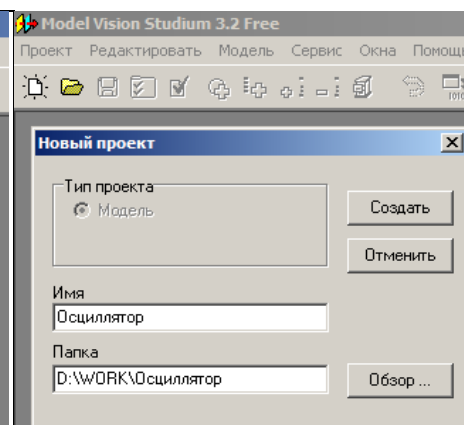 Model Vision Studium 3.2 Free
Проект Редактировать Модель Сервис Окна Помощь
Новый проект
Тип проекта
Модель
Создать
Отменить
Имя
Осциллятор
Папка
D:\WORK\Осциллятор
Обзор ...